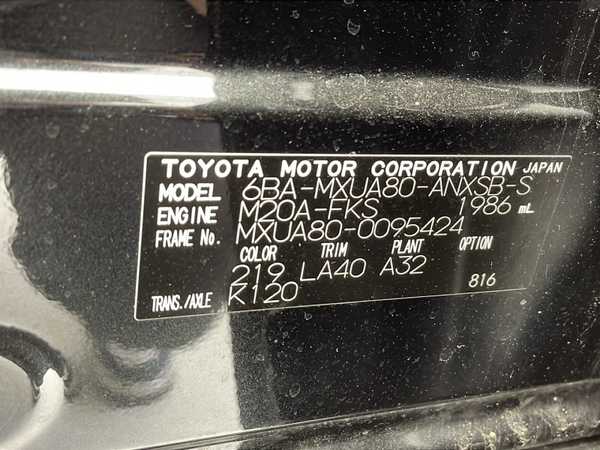 TOYOTA MOTOR CORPORATION JAPAN
MODEL 6BA-MXUA80-ANXSB-S
ENGINE M20A-FKS 1986 mL
FRAME No. MXUA80-0095424
COLOR TRIM PLANT OPTION
219 LA40 A32
TRANS./AXLE K120 816